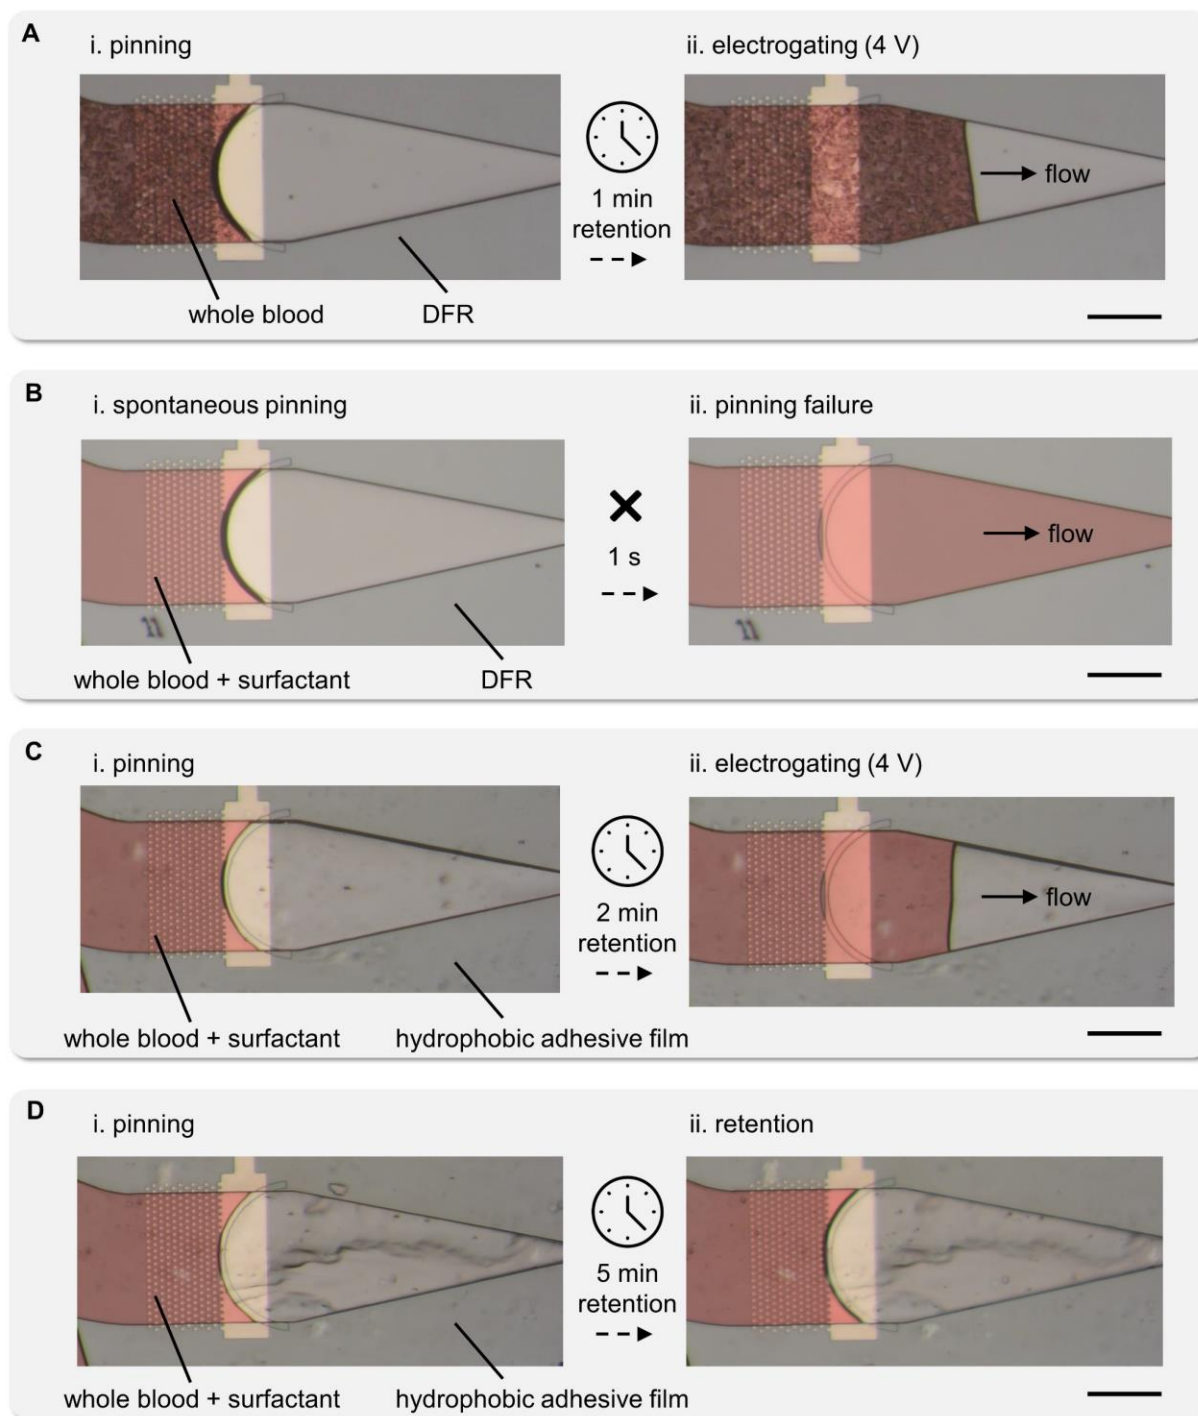 A
i. pinning
ii. electrogating (4 V)
1 min
retention
flow
whole blood
DFR
B
i. spontaneous pinning
ii. pinning failure
1 s
flow
11
11
whole blood + surfactant
DFR
C
i. pinning
ii. electrogating (4 V)
2 min
retention
flow
whole blood + surfactant
hydrophobic adhesive film
D
i. pinning
ii. retention
5 min
retention
whole blood + surfactant
hydrophobic adhesive film